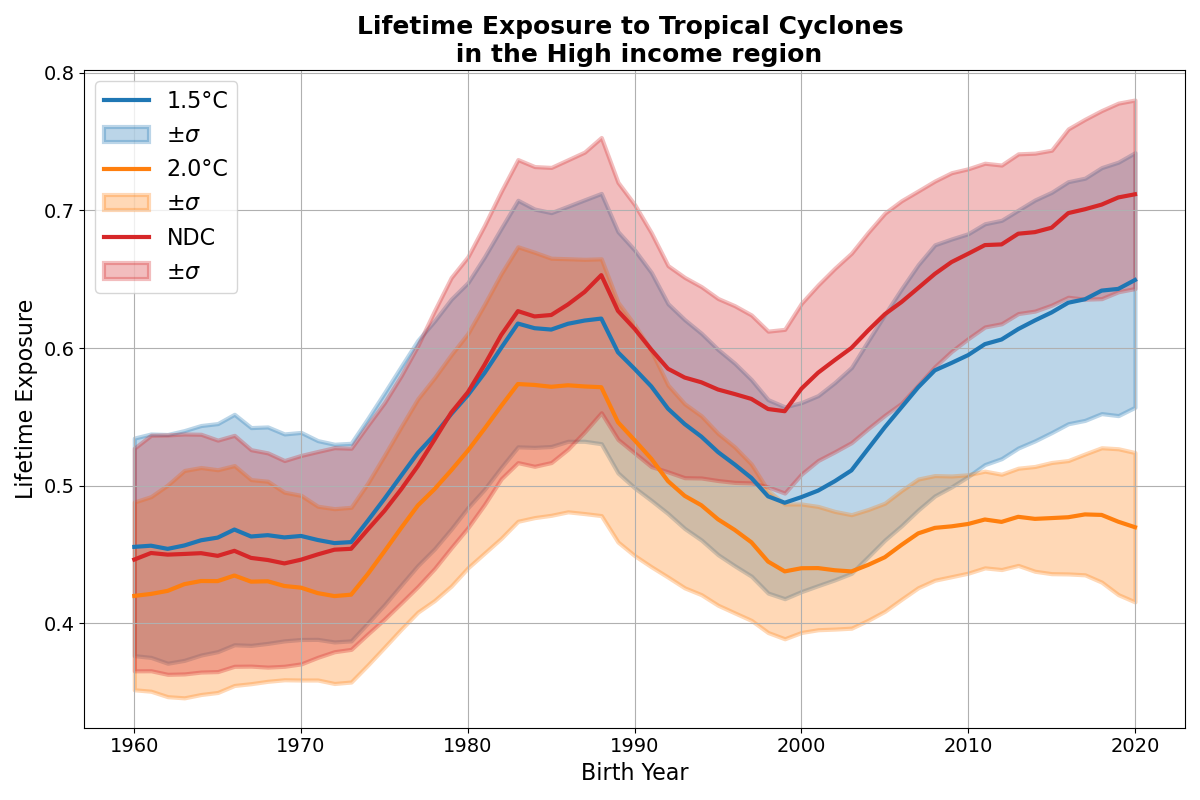 Lifetime Exposure to Tropical Cyclones
in the High income region
1.5°C
±σ
2.0°C
±σ
NDC
±σ
Lifetime Exposure
0.8
0.7
0.6
0.5
0.4
1960
1970
1980
1990
2000
2010
2020
Birth Year